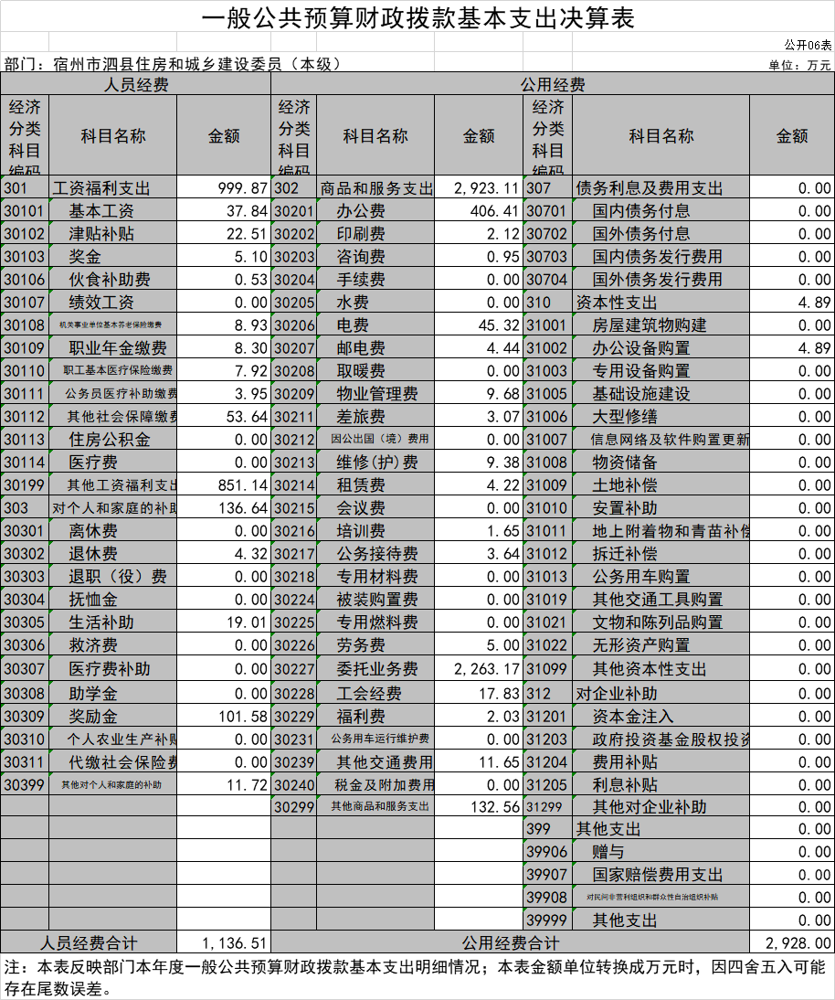 一般公共预算财政拨款基本支出决算表
公开06表
部门：宿州市泗县住房和城乡建设委员（本级） 单位：万元
人员经费 公用经费
经济分类科目编码 科目名称 金额 经济分类科目编码 科目名称 金额 经济分类科目编码 科目名称 金额
301 工资福利支出 999.87 302 商品和服务支出 2,923.11 307 债务利息及费用支出 0.00
30101 基本工资 37.84 30201 办公费 406.41 30701 国内债务付息 0.00
30102 津贴补贴 22.51 30202 印刷费 2.12 30702 国外债务付息 0.00
30103 奖金 5.10 30203 咨询费 0.95 30703 国内债务发行费用 0.00
30106 伙食补助费 0.53 30204 手续费 0.00 30704 国外债务发行费用 0.00
30107 绩效工资 0.00 30205 水费 0.00 310 资本性支出 4.89
30108 机关事业单位基本养老保险缴费 8.93 30206 电费 45.32 31001 房屋建筑物购建 0.00
30109 职业年金缴费 8.30 30207 邮电费 4.44 31002 办公设备购置 4.89
30110 职工基本医疗保险缴费 7.92 30208 取暖费 0.00 31003 专用设备购置 0.00
30111 公务员医疗补助缴费 3.95 30209 物业管理费 9.68 31005 基础设施建设 0.00
30112 其他社会保障缴费 53.64 30211 差旅费 3.07 31006 大型修缮 0.00
30113 住房公积金 0.00 30212 因公出国（境）费用 0.00 31007 信息网络及软件购置更新 0.00
30114 医疗费 0.00 30213 维修(护)费 9.38 31008 物资储备 0.00
30199 其他工资福利支出 851.14 30214 租赁费 4.22 31009 土地补偿 0.00
303 对个人和家庭的补助 136.64 30215 会议费 0.00 31010 安置补助 0.00
30301 离休费 0.00 30216 培训费 1.65 31011 地上附着物和青苗补偿 0.00
30302 退休费 4.32 30217 公务接待费 3.64 31012 拆迁补偿 0.00
30303 退职（役）费 0.00 30218 专用材料费 0.00 31013 公务用车购置 0.00
30304 抚恤金 0.00 30224 被装购置费 0.00 31019 其他交通工具购置 0.00
30305 生活补助 19.01 30225 专用燃料费 0.00 31021 文物和陈列品购置 0.00
30306 救济费 0.00 30226 劳务费 5.00 31022 无形资产购置 0.00
30307 医疗费补助 0.00 30227 委托业务费 2,263.17 31099 其他资本性支出 0.00
30308 助学金 0.00 30228 工会经费 17.83 312 对企业补助 0.00
30309 奖励金 101.58 30229 福利费 2.03 31201 资本金注入 0.00
30310 个人农业生产补贴 0.00 30231 公务用车运行维护费 0.00 31203 政府投资基金股权投资 0.00
30311 代缴社会保险费 0.00 30239 其他交通费用 11.65 31204 费用补贴 0.00
30399 其他对个人和家庭的补助 11.72 30240 税金及附加费用 0.00 31205 利息补贴 0.00
30299 其他商品和服务支出 132.56 31299 其他对企业补助 0.00
399 其他支出 0.00
39906 赠与 0.00
39907 国家赔偿费用支出 0.00
39908 对民间非营利组织和群众性自治组织补贴 0.00
39999 其他支出 0.00
人员经费合计 1,136.51 公用经费合计 2,928.00
注：本表反映部门本年度一般公共预算财政拨款基本支出明细情况；本表金额单位转换成万元时，因四舍五入可能
存在尾数误差。